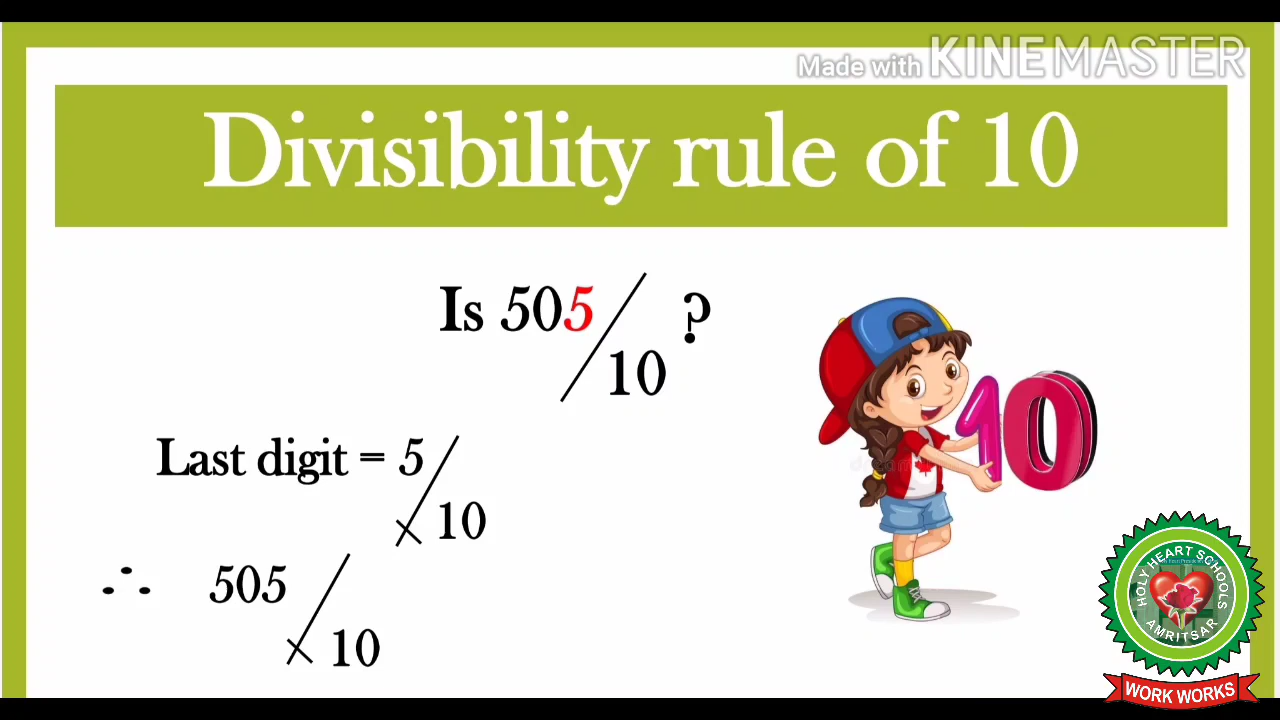 Made with KINEMASTER
Divisibility rule of 10
Is 505/10 ?
Last digit = 5/10
∴ 505/10
HOLY HEART SCHOOLS
AMRITSAR
WORK WORKS